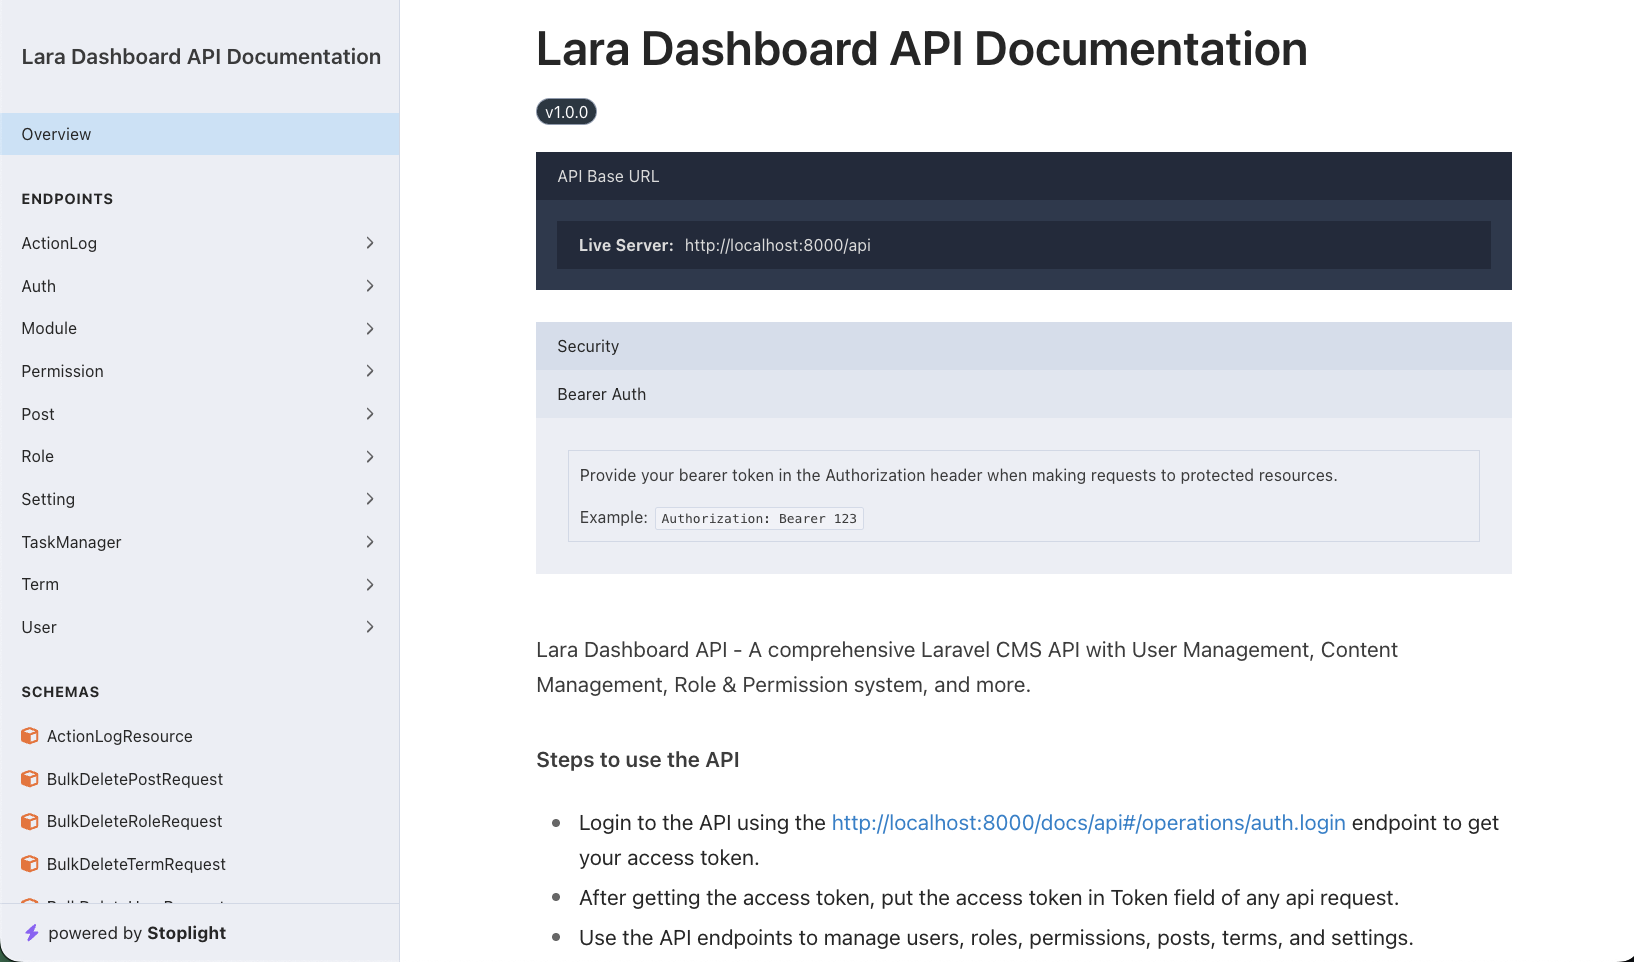 Lara Dashboard API Documentation
Overview
ENDPOINTS
ActionLog
Auth
Module
Permission
Post
Role
Setting
TaskManager
Term
User
SCHEMAS
ActionLogResource
BulkDeletePostRequest
BulkDeleteRoleRequest
BulkDeleteTermRequest
powered by Stoplight
Lara Dashboard API Documentation
v1.0.0
API Base URL
Live Server: http://localhost:8000/api
Security
Bearer Auth
Provide your bearer token in the Authorization header when making requests to protected resources.
Example: Authorization: Bearer 123
Lara Dashboard API - A comprehensive Laravel CMS API with User Management, Content
Management, Role & Permission system, and more.
Steps to use the API
Login to the API using the http://localhost:8000/docs/api#/operations/auth.login endpoint to get
your access token.
After getting the access token, put the access token in Token field of any api request.
Use the API endpoints to manage users, roles, permissions, posts, terms, and settings.